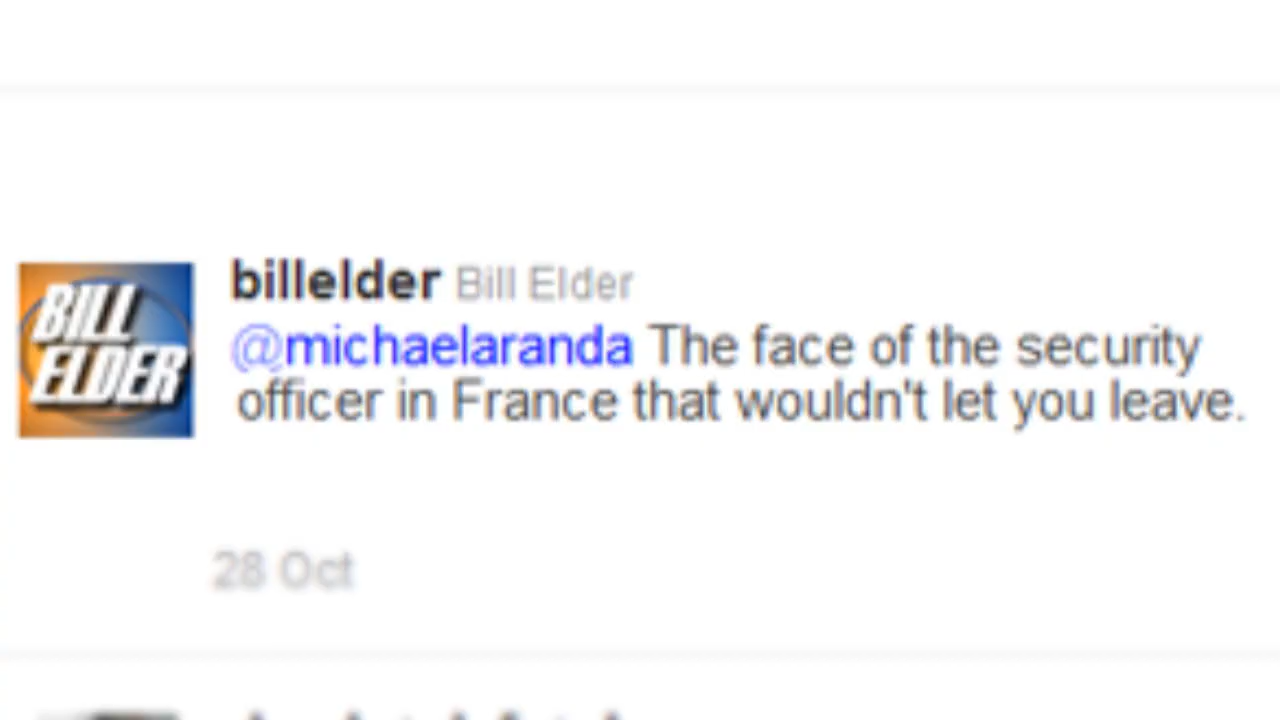 BILL
ELDER
billelder Bill Elder
@michaelaranda The face of the security
officer in France that wouldn't let you leave.
28 Oct